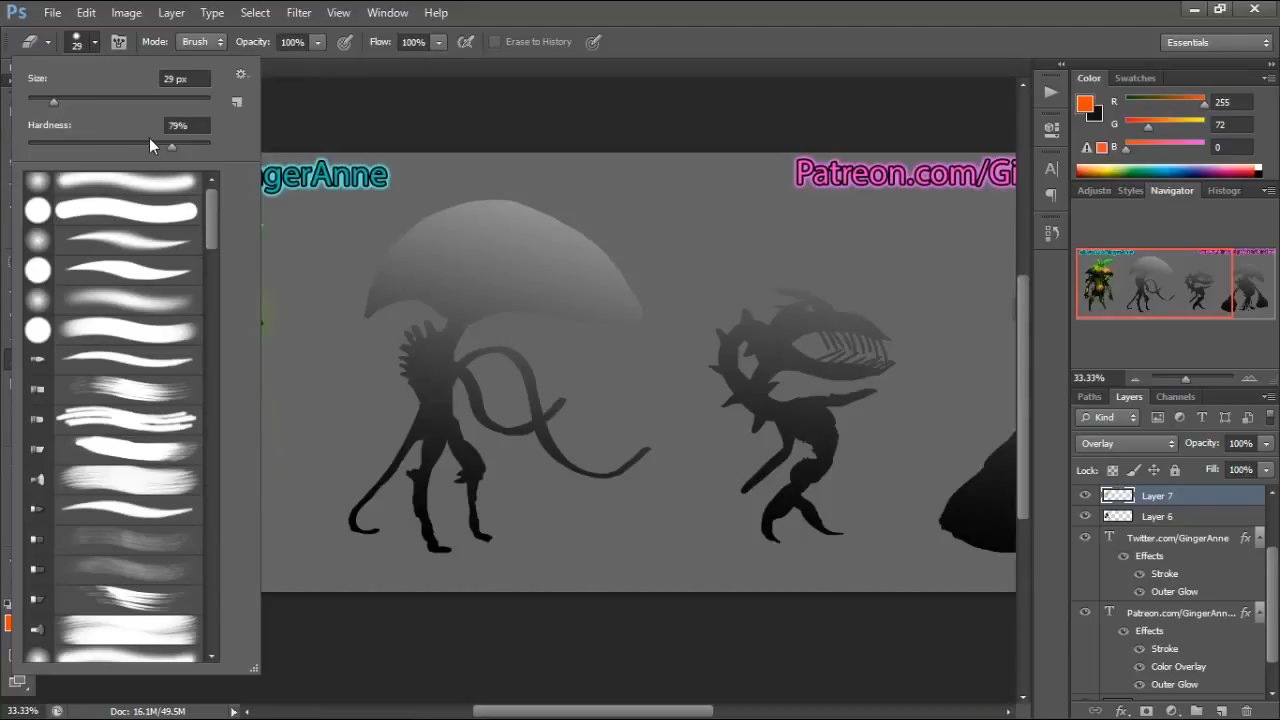 Ps File Edit Image Layer Type Select Filter View Window Help
29 Mode: Brush Opacity: 100% Flow: 100% Erase to History Essentials
Size: 29 px
Hardness: 79%
gerAnne
Patreon.com/Gi
Color Swatches
R 255
G 72
B 0
Adjustn Styles Navigator Histogr
33.33%
Paths Layers Channels
Kind
Overlay Opacity: 100%
Lock: Fill: 100%
Layer 7
Layer 6
T Twitter.com/GingerAnne fx
Effects
Stroke
Outer Glow
T Patreon.com/GingerAnn... fx
Effects
Stroke
Color Overlay
Outer Glow
33.33% Doc: 16.1M/49.5M